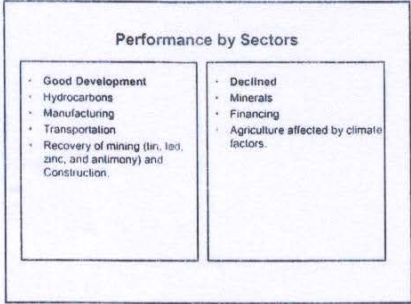 Performance by Sectors
· Good Development
· Hydrocarbons
· Manufacturing
· Transportation
· Recovery of mining (tin, led,
zinc, and antimony) and
Construction.
· Declined
· Minerals
· Financing
· Agriculture affected by climate
factors.